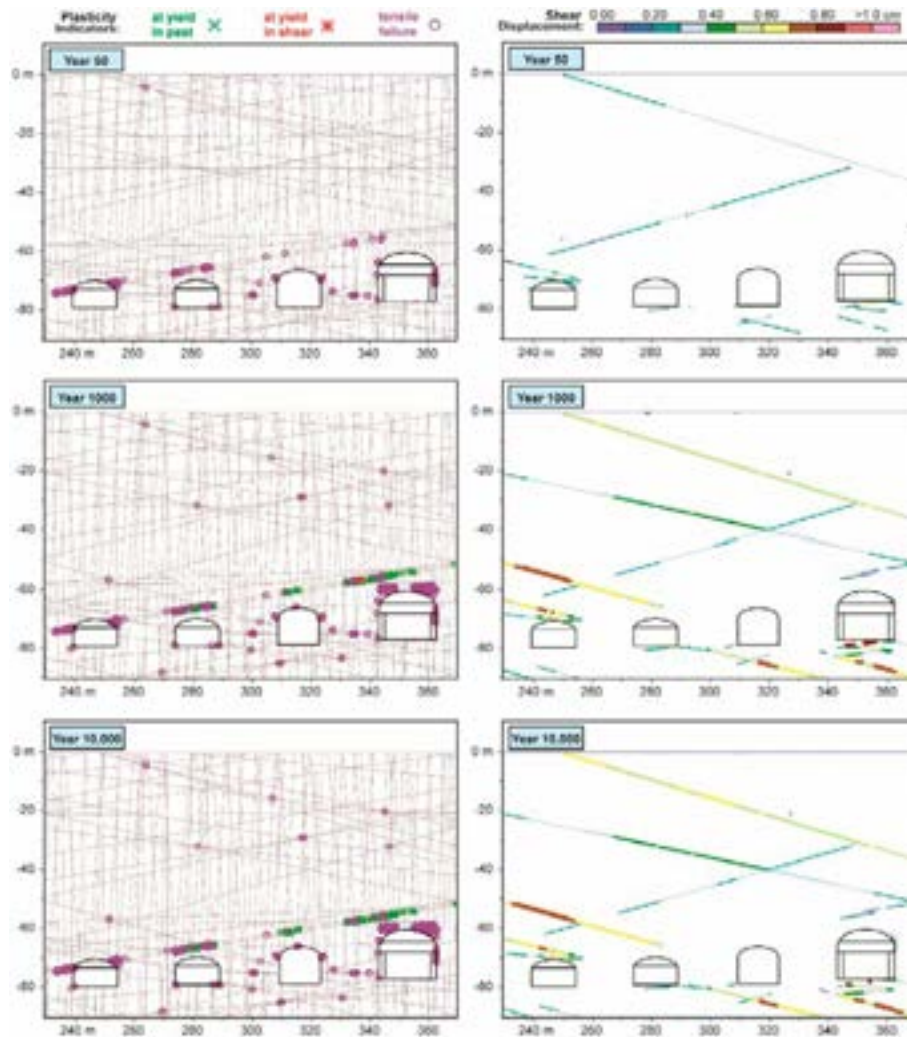 Plasticity Indicators: at yield in past at yield in shear tensile failure
Shear Displacement: 0.00 0.20 0.40 0.60 0.80 >1.0 cm
Year 50
0 m
-20
-40
-60
-80
240 m 260 280 300 320 340 360
Year 50
0 m
-20
-40
-60
-80
240 m 260 280 300 320 340 360
Year 1000
0 m
-20
-40
-60
-80
240 m 260 280 300 320 340 360
Year 1000
0 m
-20
-40
-60
-80
240 m 260 280 300 320 340 360
Year 10,000
0 m
-20
-40
-60
-80
240 m 260 280 300 320 340 360
Year 10,000
0 m
-20
-40
-60
-80
240 m 260 280 300 320 340 360